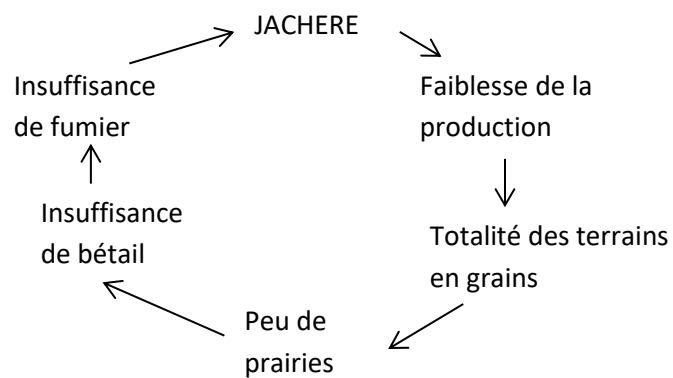 JACHERE
Faiblesse de la
production
Totalité des terrains
en grains
Peu de
prairies
Insuffisance
de bétail
Insuffisance
de fumier